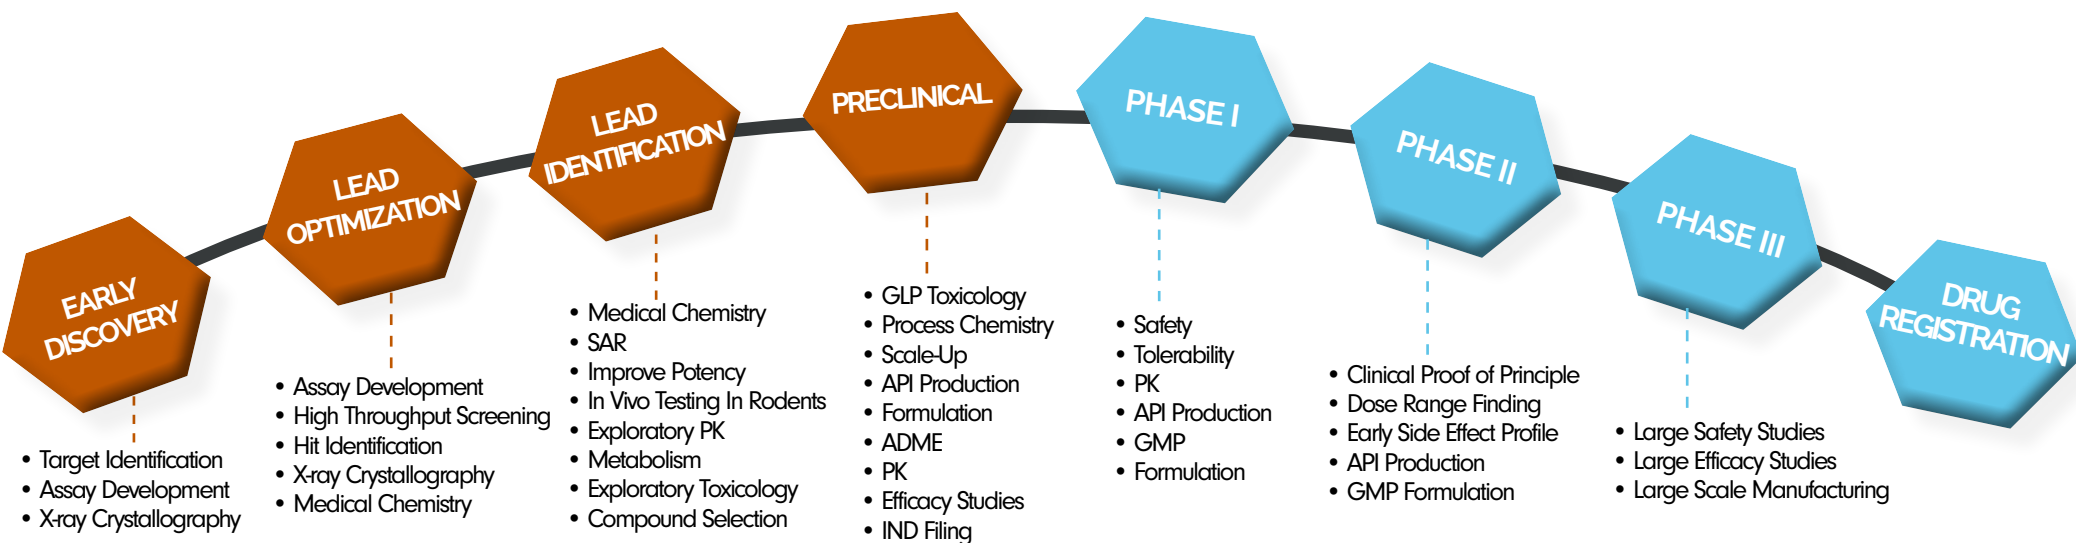 EARLY
DISCOVERY
• Target Identification
• Assay Development
• X-ray Crystallography
LEAD
OPTIMIZATION
• Assay Development
• High Throughput Screening
• Hit Identification
• X-ray Crystallography
• Medical Chemistry
LEAD
IDENTIFICATION
• Medical Chemistry
• SAR
• Improve Potency
• In Vivo Testing In Rodents
• Exploratory PK
• Metabolism
• Exploratory Toxicology
• Compound Selection
PRECLINICAL
• GLP Toxicology
• Process Chemistry
• Scale-Up
• API Production
• Formulation
• ADME
• PK
• Efficacy Studies
• IND Filing
PHASE I
• Safety
• Tolerability
• PK
• API Production
• GMP
• Formulation
PHASE II
• Clinical Proof of Principle
• Dose Range Finding
• Early Side Effect Profile
• API Production
• GMP Formulation
PHASE III
• Large Safety Studies
• Large Efficacy Studies
• Large Scale Manufacturing
DRUG
REGISTRATION